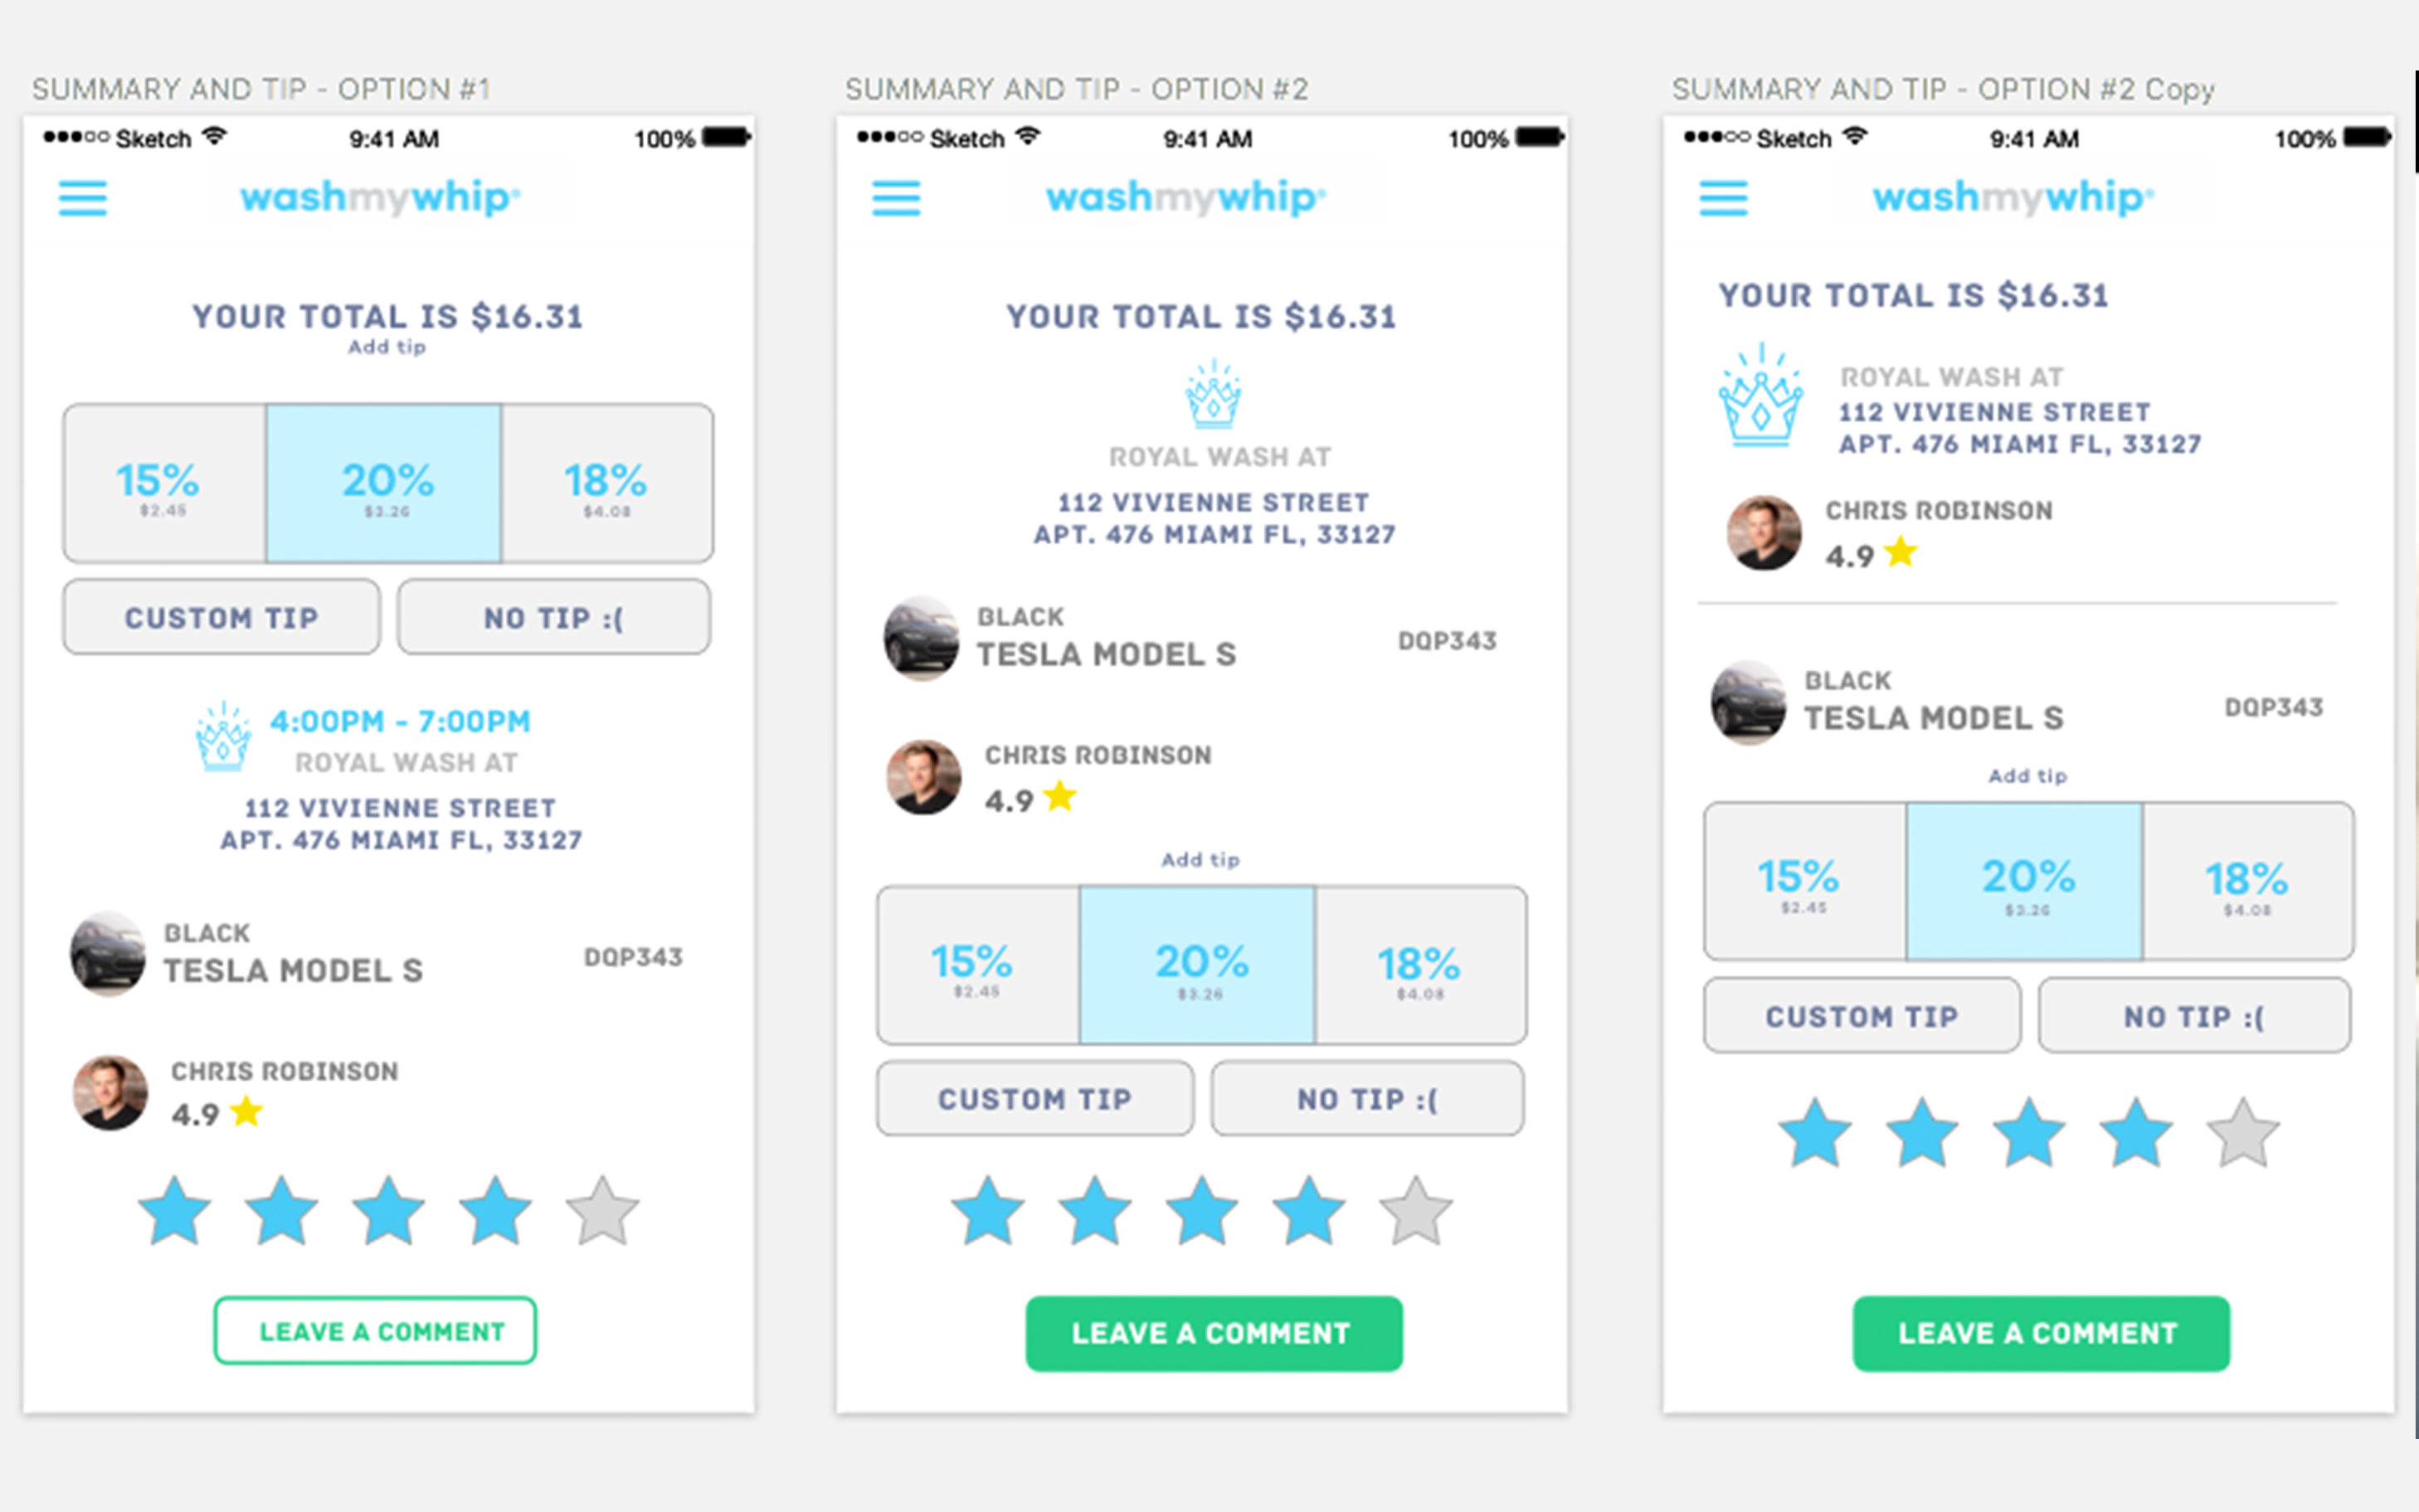 SUMMARY AND TIP - OPTION #1
Sketch 9:41 AM 100%
washmywhip
YOUR TOTAL IS $16.31
Add tip
15% 20% 18%
$2.45 $3.26 $4.08
CUSTOM TIP NO TIP :(
4:00PM - 7:00PM
ROYAL WASH AT
112 VIVIENNE STREET
APT. 476 MIAMI FL, 33127
BLACK
TESLA MODEL S DQP343
CHRIS ROBINSON
4.9
LEAVE A COMMENT
SUMMARY AND TIP - OPTION #2
Sketch 9:41 AM 100%
washmywhip
YOUR TOTAL IS $16.31
ROYAL WASH AT
112 VIVIENNE STREET
APT. 476 MIAMI FL, 33127
BLACK
TESLA MODEL S DQP343
CHRIS ROBINSON
4.9
Add tip
15% 20% 18%
$2.45 $3.26 $4.08
CUSTOM TIP NO TIP :(
LEAVE A COMMENT
SUMMARY AND TIP - OPTION #2 Copy
Sketch 9:41 AM 100%
washmywhip
YOUR TOTAL IS $16.31
ROYAL WASH AT
112 VIVIENNE STREET
APT. 476 MIAMI FL, 33127
CHRIS ROBINSON
4.9
BLACK
TESLA MODEL S DQP343
Add tip
15% 20% 18%
$2.45 $3.26 $4.08
CUSTOM TIP NO TIP :(
LEAVE A COMMENT